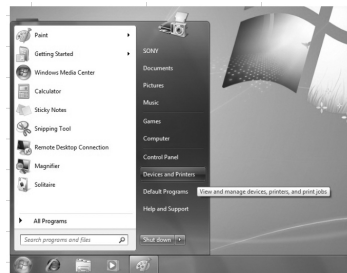 Paint
Getting Started
Windows Media Center
Calculator
Sticky Notes
Snipping Tool
Remote Desktop Connection
Magnifier
Solitaire
All Programs
Search programs and files
SONY
Documents
Pictures
Music
Games
Computer
Control Panel
Devices and Printers
Default Programs
View and manage devices, printers, and print jobs
Help and Support
Shut down